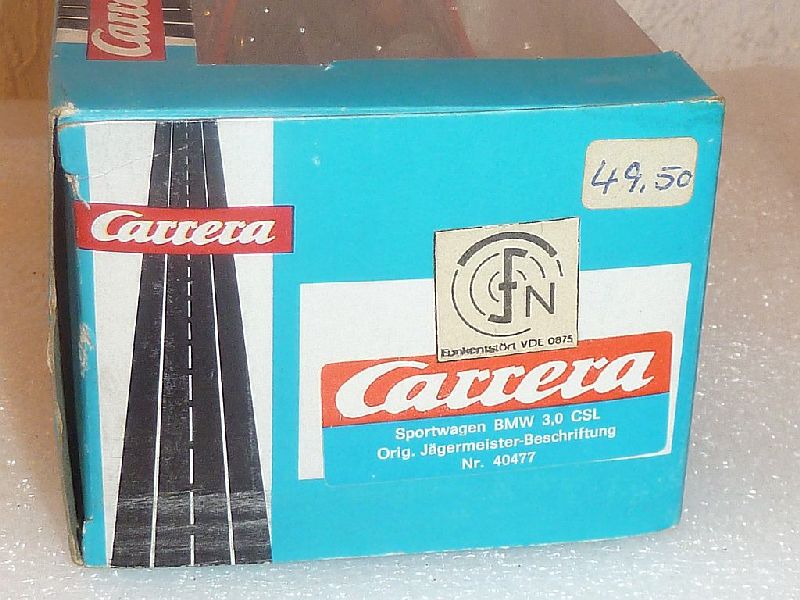 Carrera
Carrera
49.50
FN
Funkentstört VDE 0875
Carrera
Sportwagen BMW 3,0 CSL
Orig. Jägermeister-Beschriftung
Nr. 40477